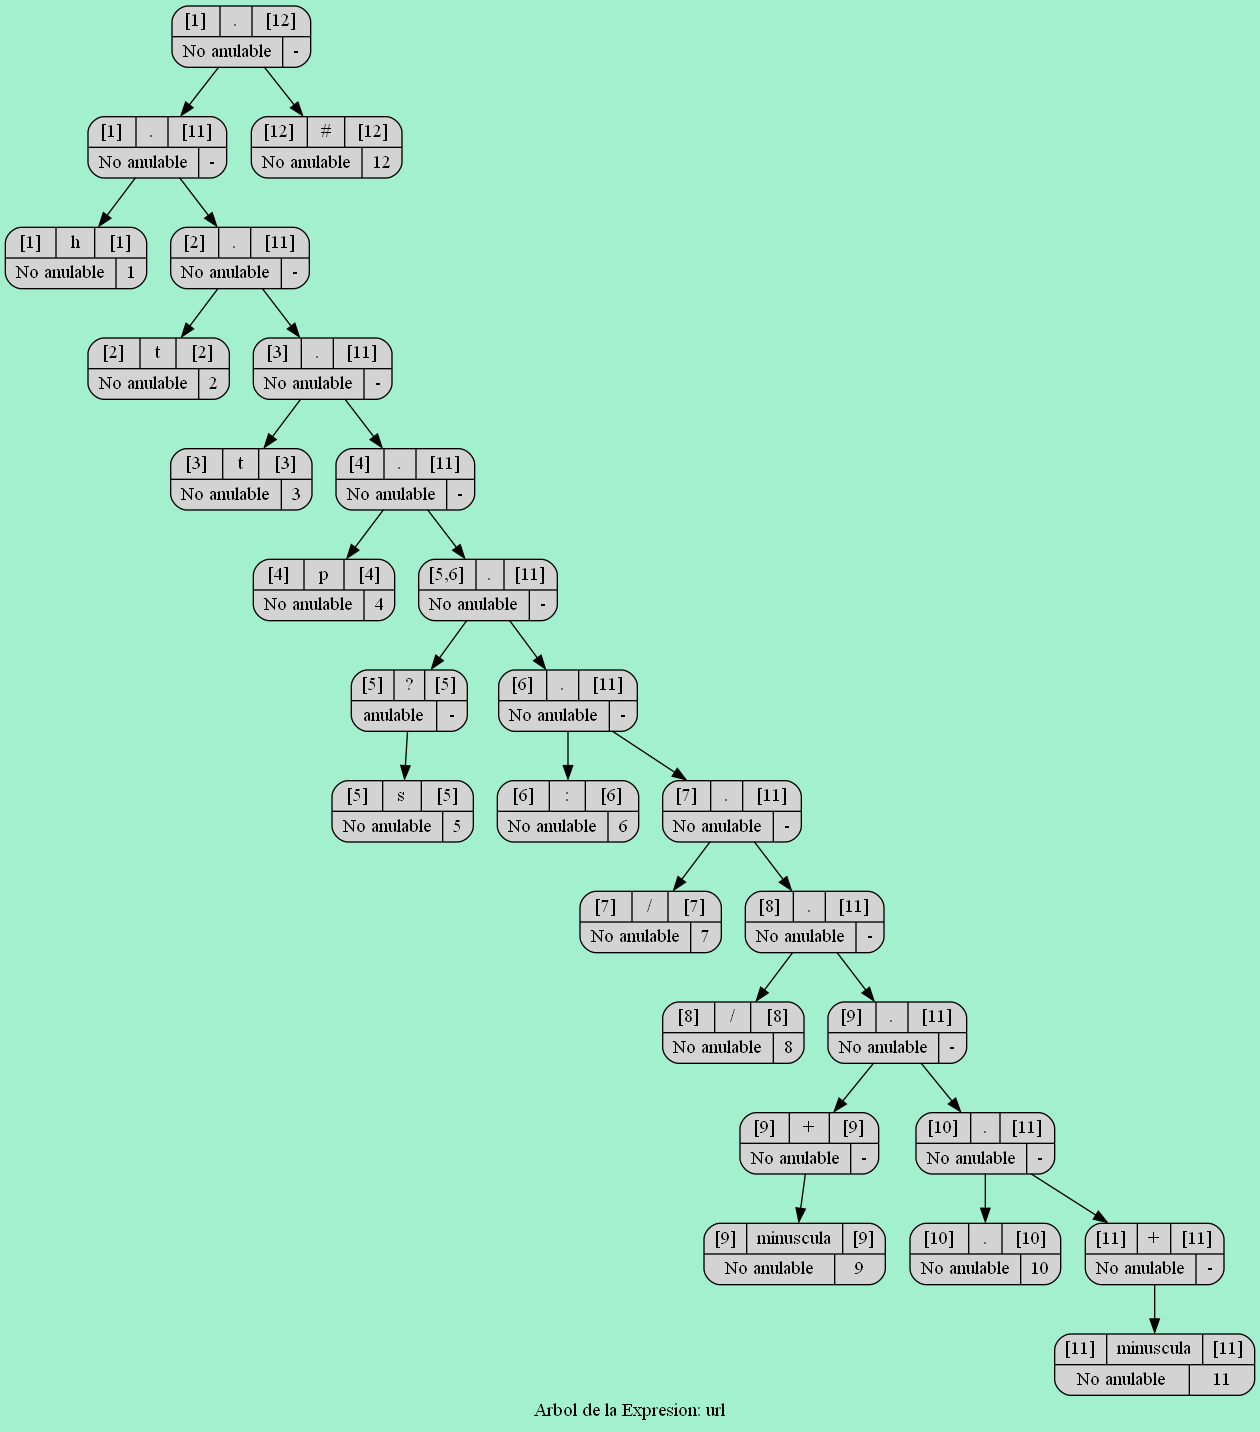 [1] . [12]
No anulable -
[1] . [11]
No anulable -
[12] # [12]
No anulable 12
[1] h [1]
No anulable 1
[2] . [11]
No anulable -
[2] t [2]
No anulable 2
[3] . [11]
No anulable -
[3] t [3]
No anulable 3
[4] . [11]
No anulable -
[4] p [4]
No anulable 4
[5,6] . [11]
No anulable -
[5] ? [5]
anulable -
[6] . [11]
No anulable -
[5] s [5]
No anulable 5
[6] : [6]
No anulable 6
[7] . [11]
No anulable -
[7] / [7]
No anulable 7
[8] . [11]
No anulable -
[8] / [8]
No anulable 8
[9] . [11]
No anulable -
[9] + [9]
No anulable -
[10] . [11]
No anulable -
[9] minuscula [9]
No anulable 9
[10] . [10]
No anulable 10
[11] + [11]
No anulable -
[11] minuscula [11]
No anulable 11
Arbol de la Expresion: url